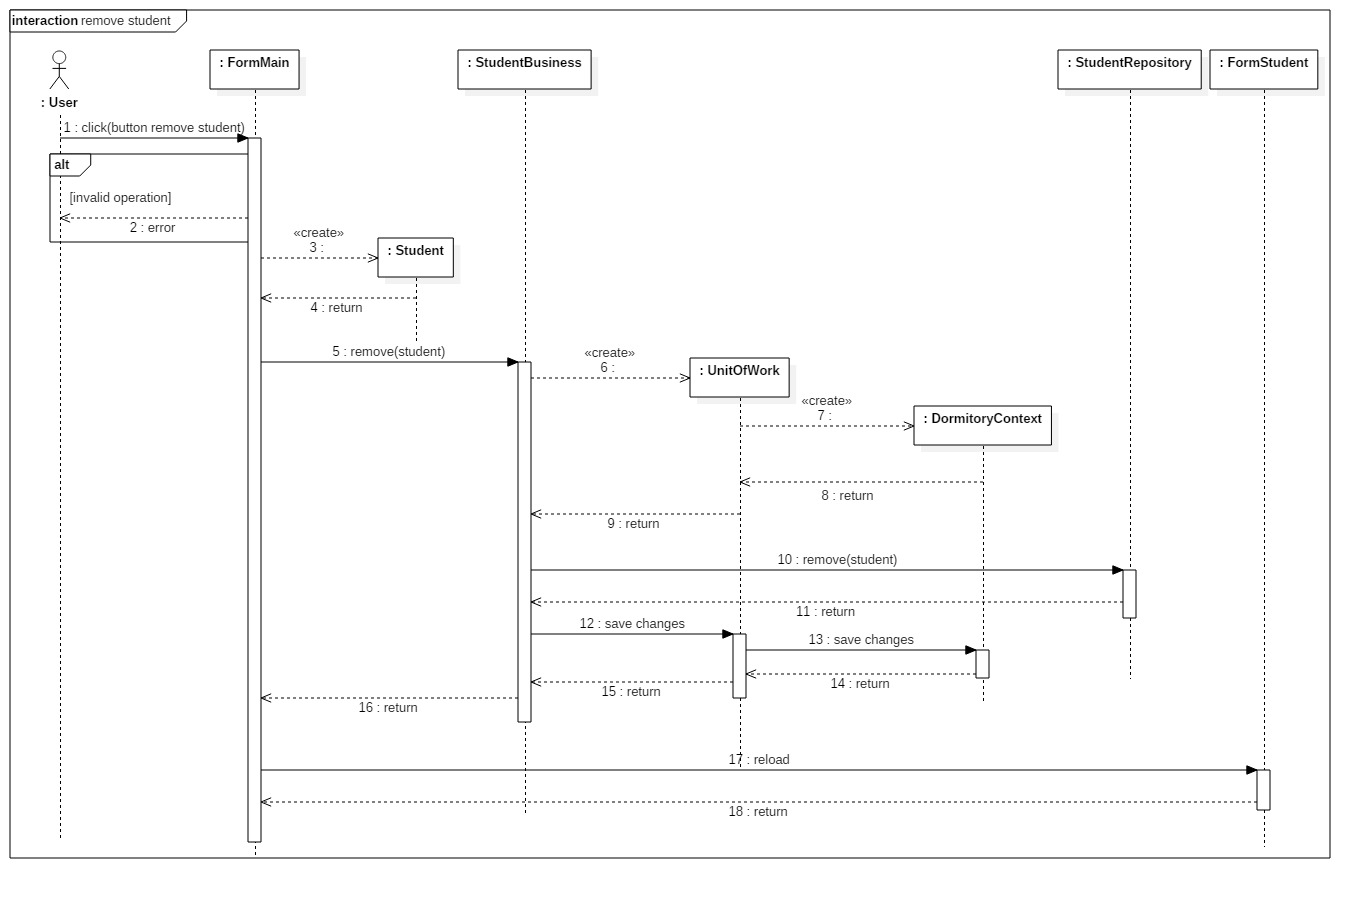 interaction remove student
: User
: FormMain
: StudentBusiness
: StudentRepository
: FormStudent
1 : click(button remove student)
alt
[invalid operation]
2 : error
«create»
3 :
: Student
4 : return
5 : remove(student)
«create»
6 :
: UnitOfWork
«create»
7 :
: DormitoryContext
8 : return
9 : return
10 : remove(student)
11 : return
12 : save changes
13 : save changes
14 : return
15 : return
16 : return
17 : reload
18 : return